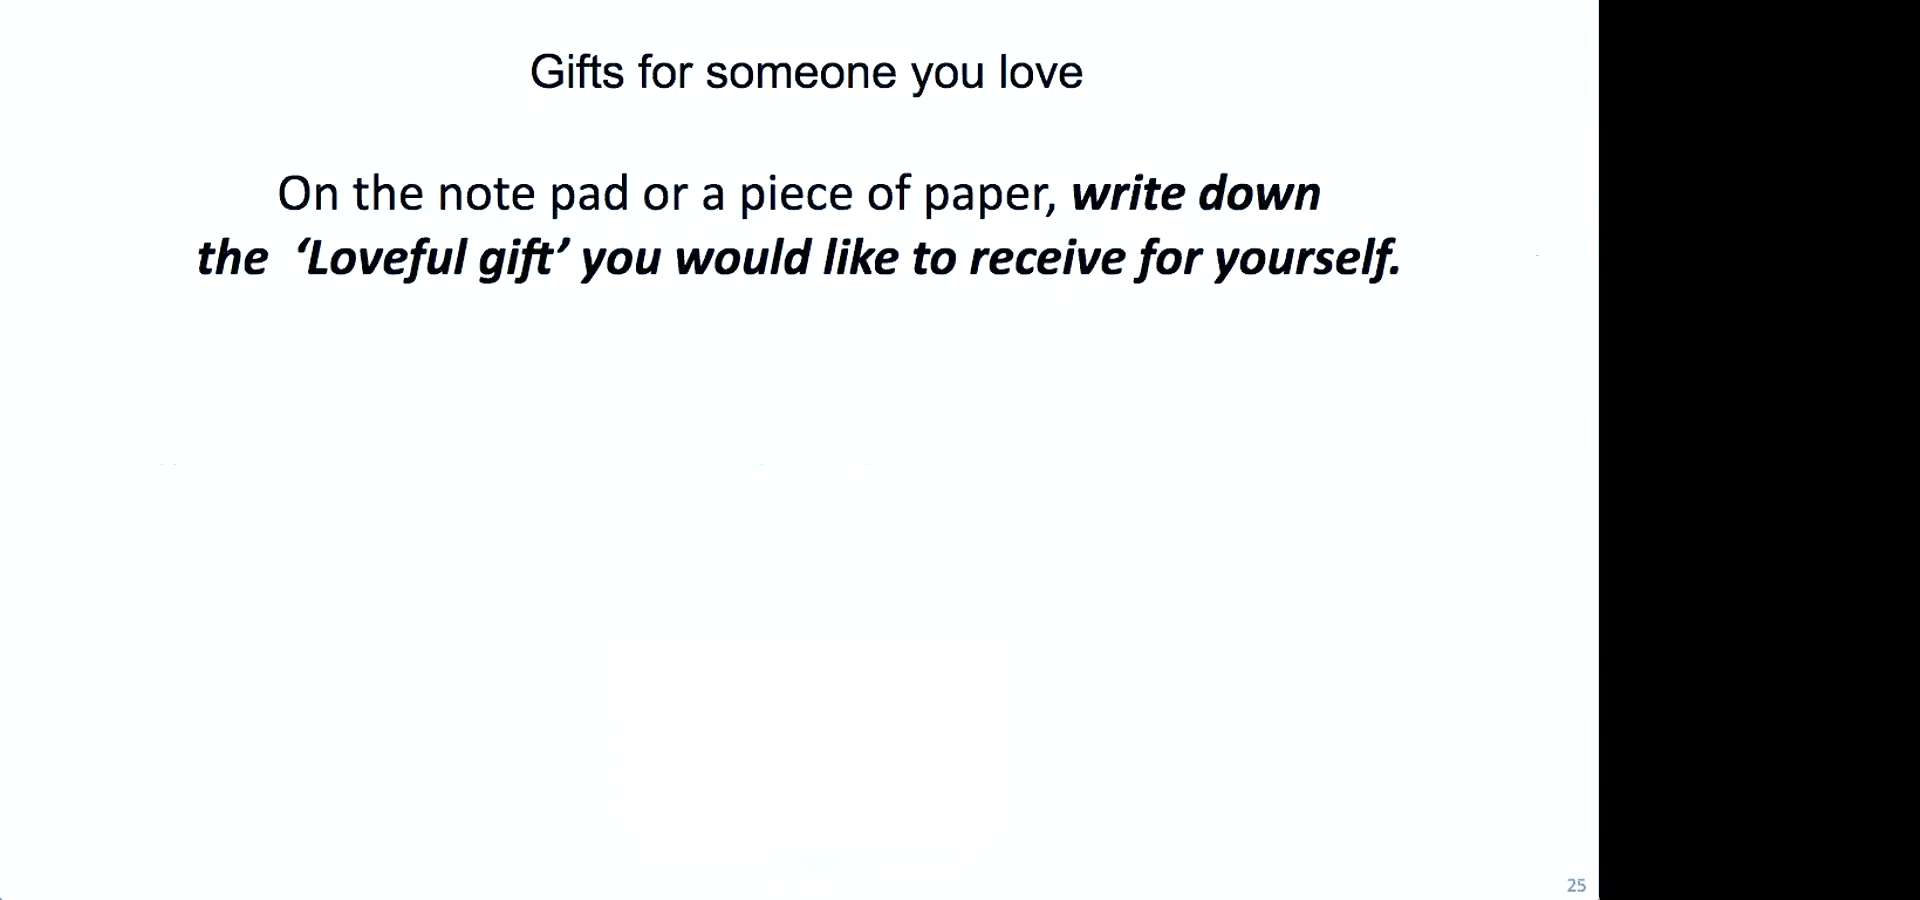 Gifts for someone you love
On the note pad or a piece of paper, write down
the ‘Loveful gift’ you would like to receive for yourself.
25